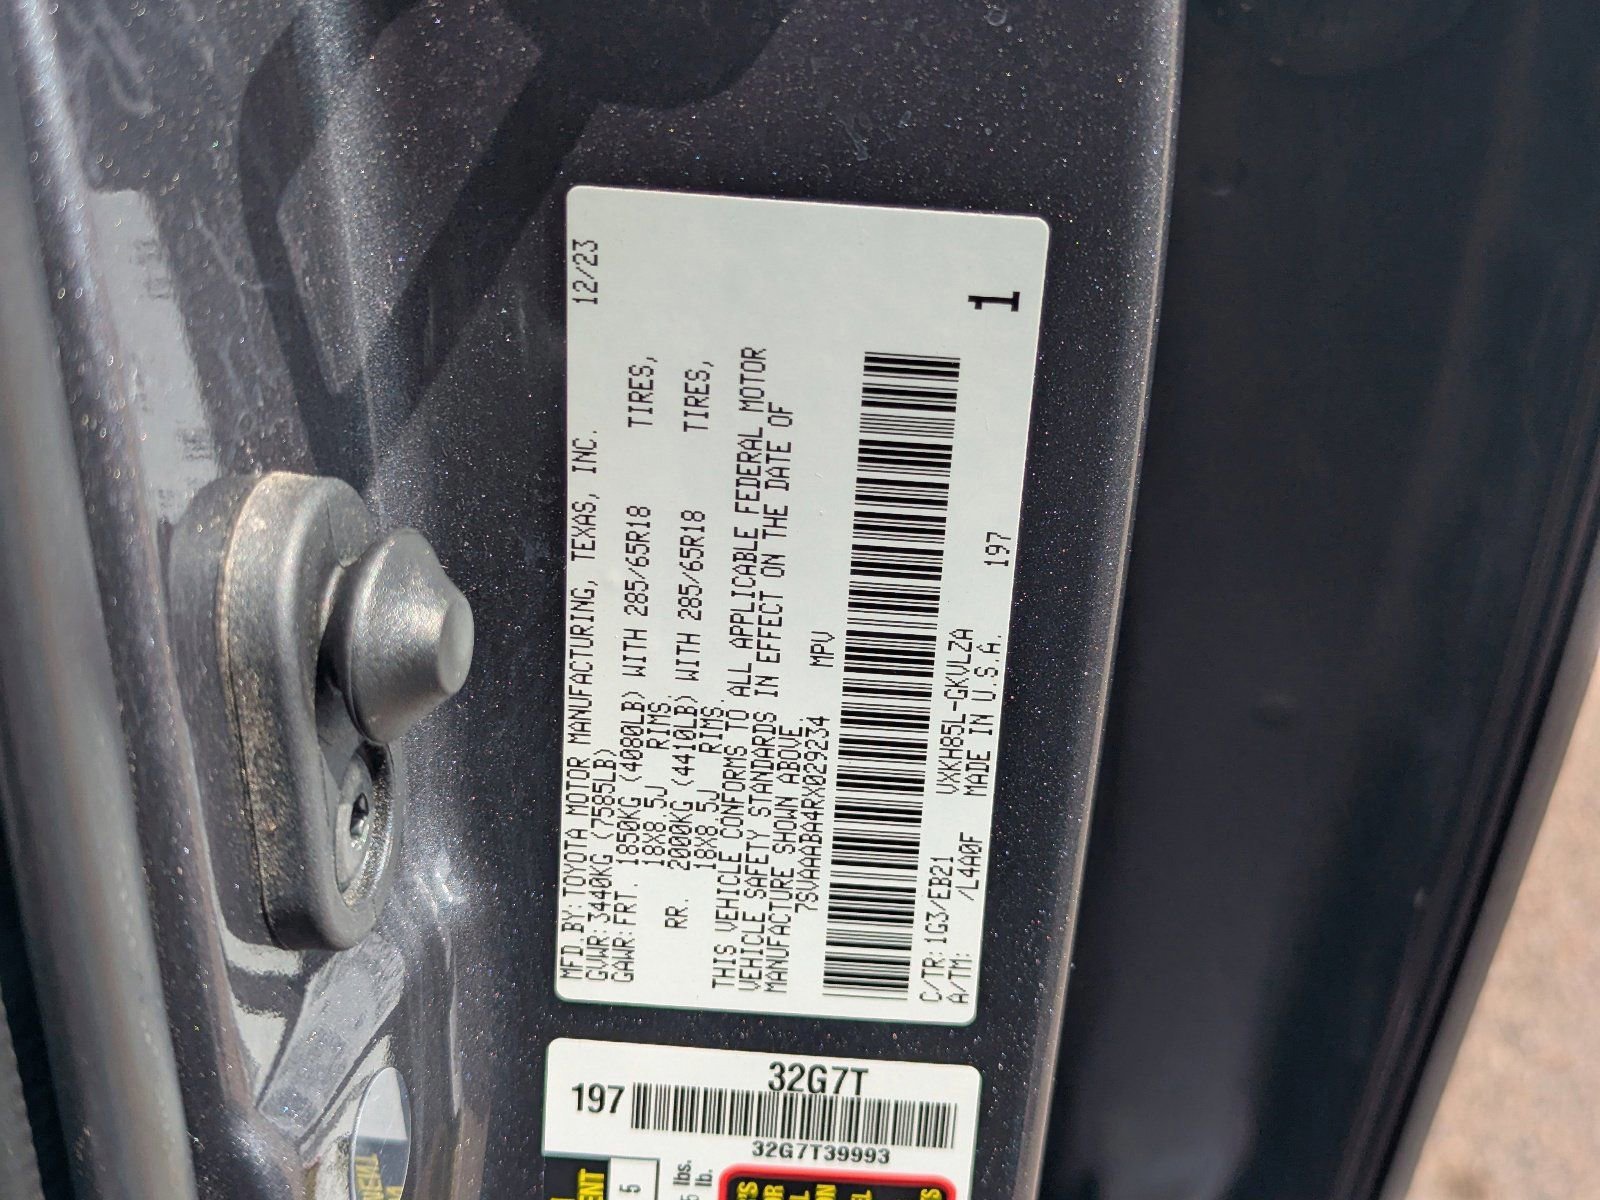 MFD.BY:TOYOTA MOTOR MANUFACTURING, TEXAS, INC. 12/23
GVWR:3440KG(7585LB)
GAWR:FRT. 1850KG(4080LB)WITH 285/65R18 TIRES,
18X8.5J RIMS,
RR. 2000KG(4410LB)WITH 285/65R18 TIRES,
18X8.5J RIMS.
THIS VEHICLE CONFORMS TO ALL APPLICABLE FEDERAL MOTOR
VEHICLE SAFETY STANDARDS IN EFFECT ON THE DATE OF
MANUFACTURE SHOWN ABOVE.
7SVAAABA4RX029234 MPV
C/TR:1G3/EB21 VXKH85L-GKVLZA
A/TM: /L4A0F MADE IN U.S.A. 197
1
32G7T
197
32G7T39993
5
lbs.
lb.